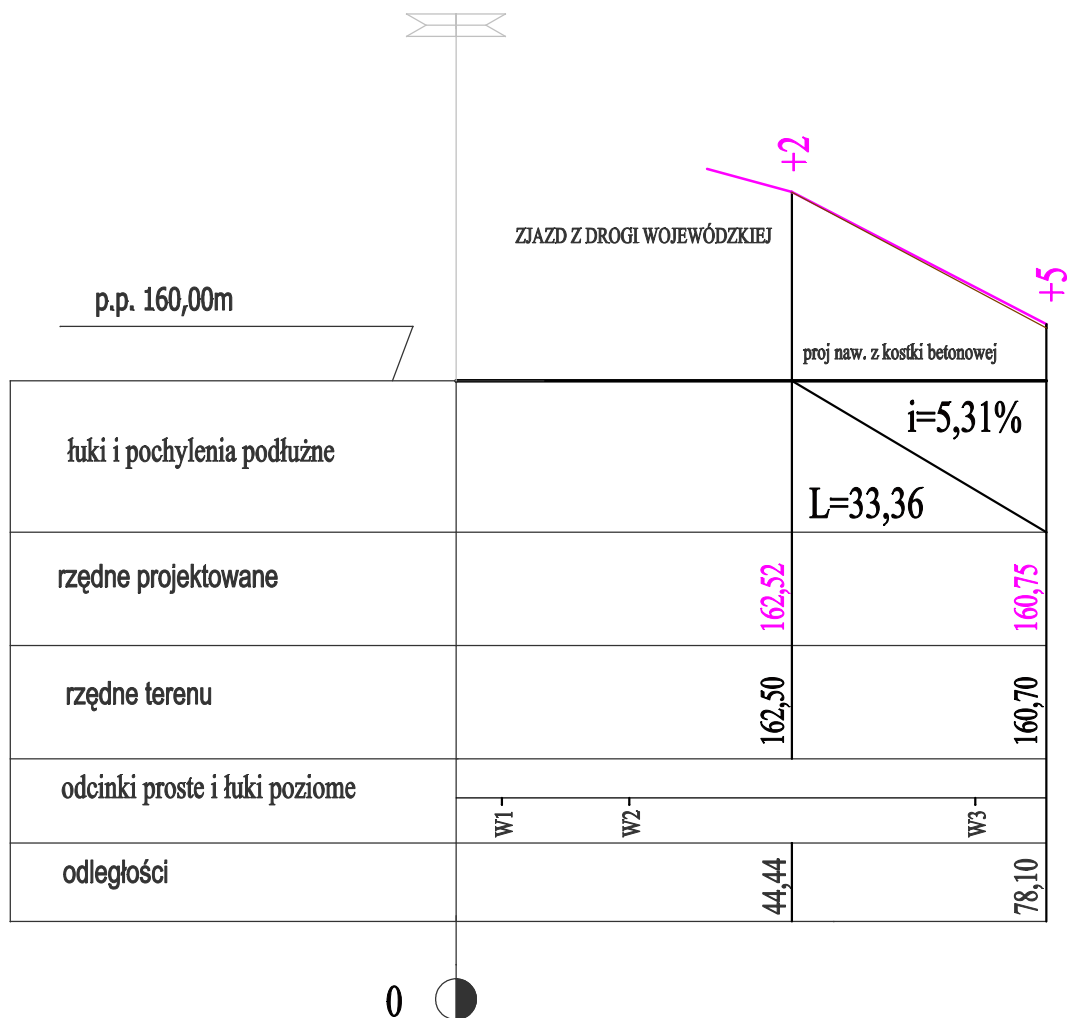 +2
ZJAZD Z DROGI WOJEWÓDZKIEJ
+5
p.p. 160,00m
proj naw. z kostki betonowej
łuki i pochylenia podłużne
i=5,31%
L=33,36
rzędne projektowane
162,52
160,75
rzędne terenu
162,50
160,70
odcinki proste i łuki poziome
W1
W2
W3
odległości
44,44
78,10
0